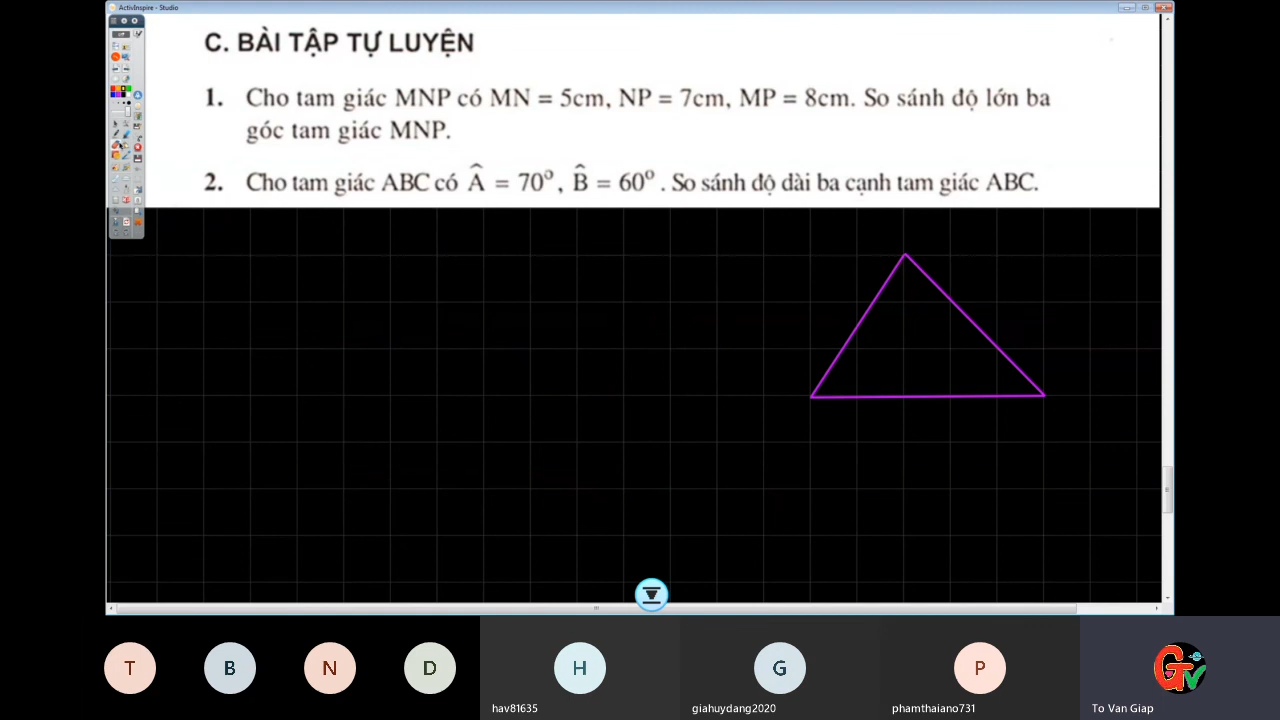 ActivInspire - Studio
C. BÀI TẬP TỰ LUYỆN
1. Cho tam giác MNP có MN = 5cm, NP = 7cm, MP = 8cm. So sánh độ lớn ba
góc tam giác MNP.
2. Cho tam giác ABC có Â = 70°, B̂ = 60°. So sánh độ dài ba cạnh tam giác ABC.
T B N D H G P GV
hav81635 giahuydang2020 phamthaiano731 To Van Giap